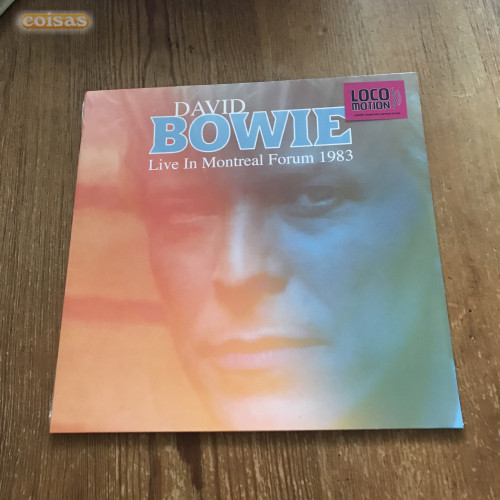 coisas
DAVID
BOWIE
Live In Montreal Forum 1983
LOCO
MOTION